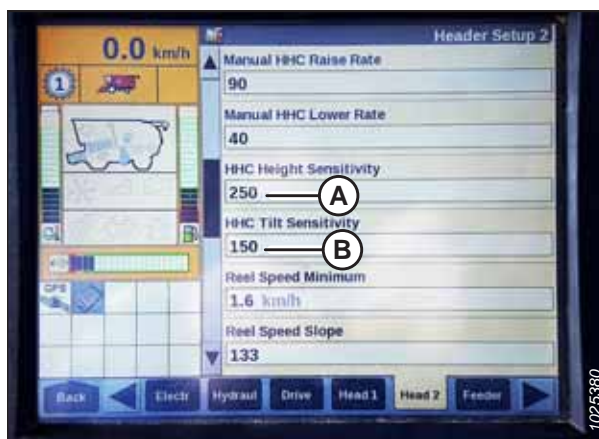 0.0 km/h
Header Setup 2
1
Manual HHC Raise Rate
90
Manual HHC Lower Rate
40
HHC Height Sensitivity
250
A
HHC Tilt Sensitivity
150
B
Reel Speed Minimum
1.6 km/h
GPS
Reel Speed Slope
133
Back
Electr
Hydraul
Drive
Head 1
Head 2
Feeder
1025380